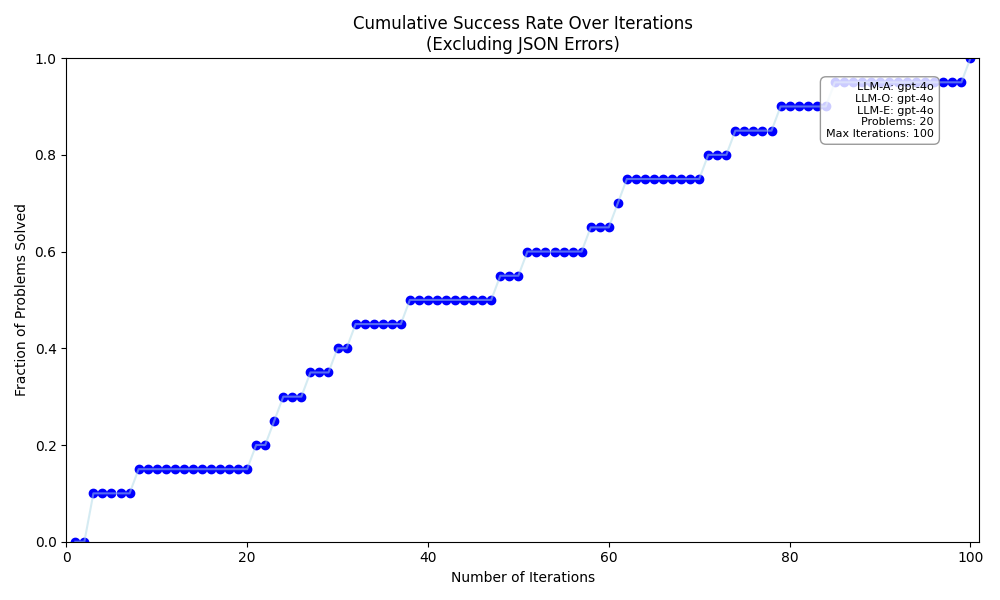 Cumulative Success Rate Over Iterations
(Excluding JSON Errors)
1.0
0.8
0.6
0.4
0.2
0.0
Fraction of Problems Solved
LLM-A: gpt-4o
LLM-O: gpt-4o
LLM-E: gpt-4o
Problems: 20
Max Iterations: 100
0 20 40 60 80 100
Number of Iterations